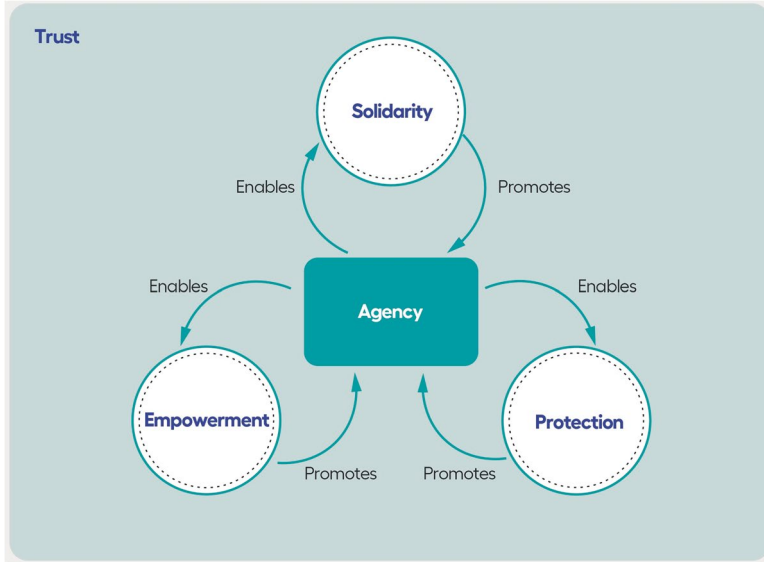 Trust
Solidarity
Enables
Promotes
Enables
Agency
Enables
Empowerment
Protection
Promotes
Promotes